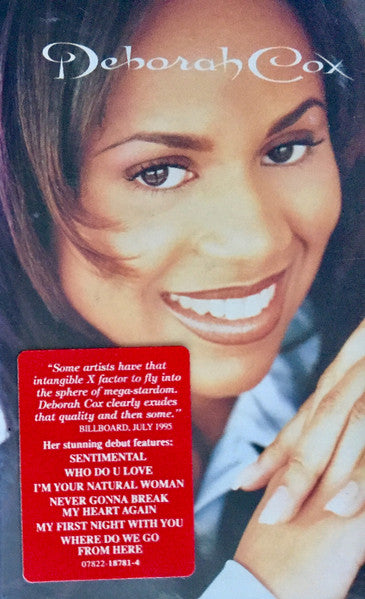 Deborah Cox
"Some artists have that
intangible X factor to fly into
the sphere of mega-stardom.
Deborah Cox clearly exudes
that quality and then some."
BILLBOARD, JULY 1995
Her stunning debut features:
SENTIMENTAL
WHO DO U LOVE
I'M YOUR NATURAL WOMAN
NEVER GONNA BREAK
MY HEART AGAIN
MY FIRST NIGHT WITH YOU
WHERE DO WE GO
FROM HERE
07822-18781-4